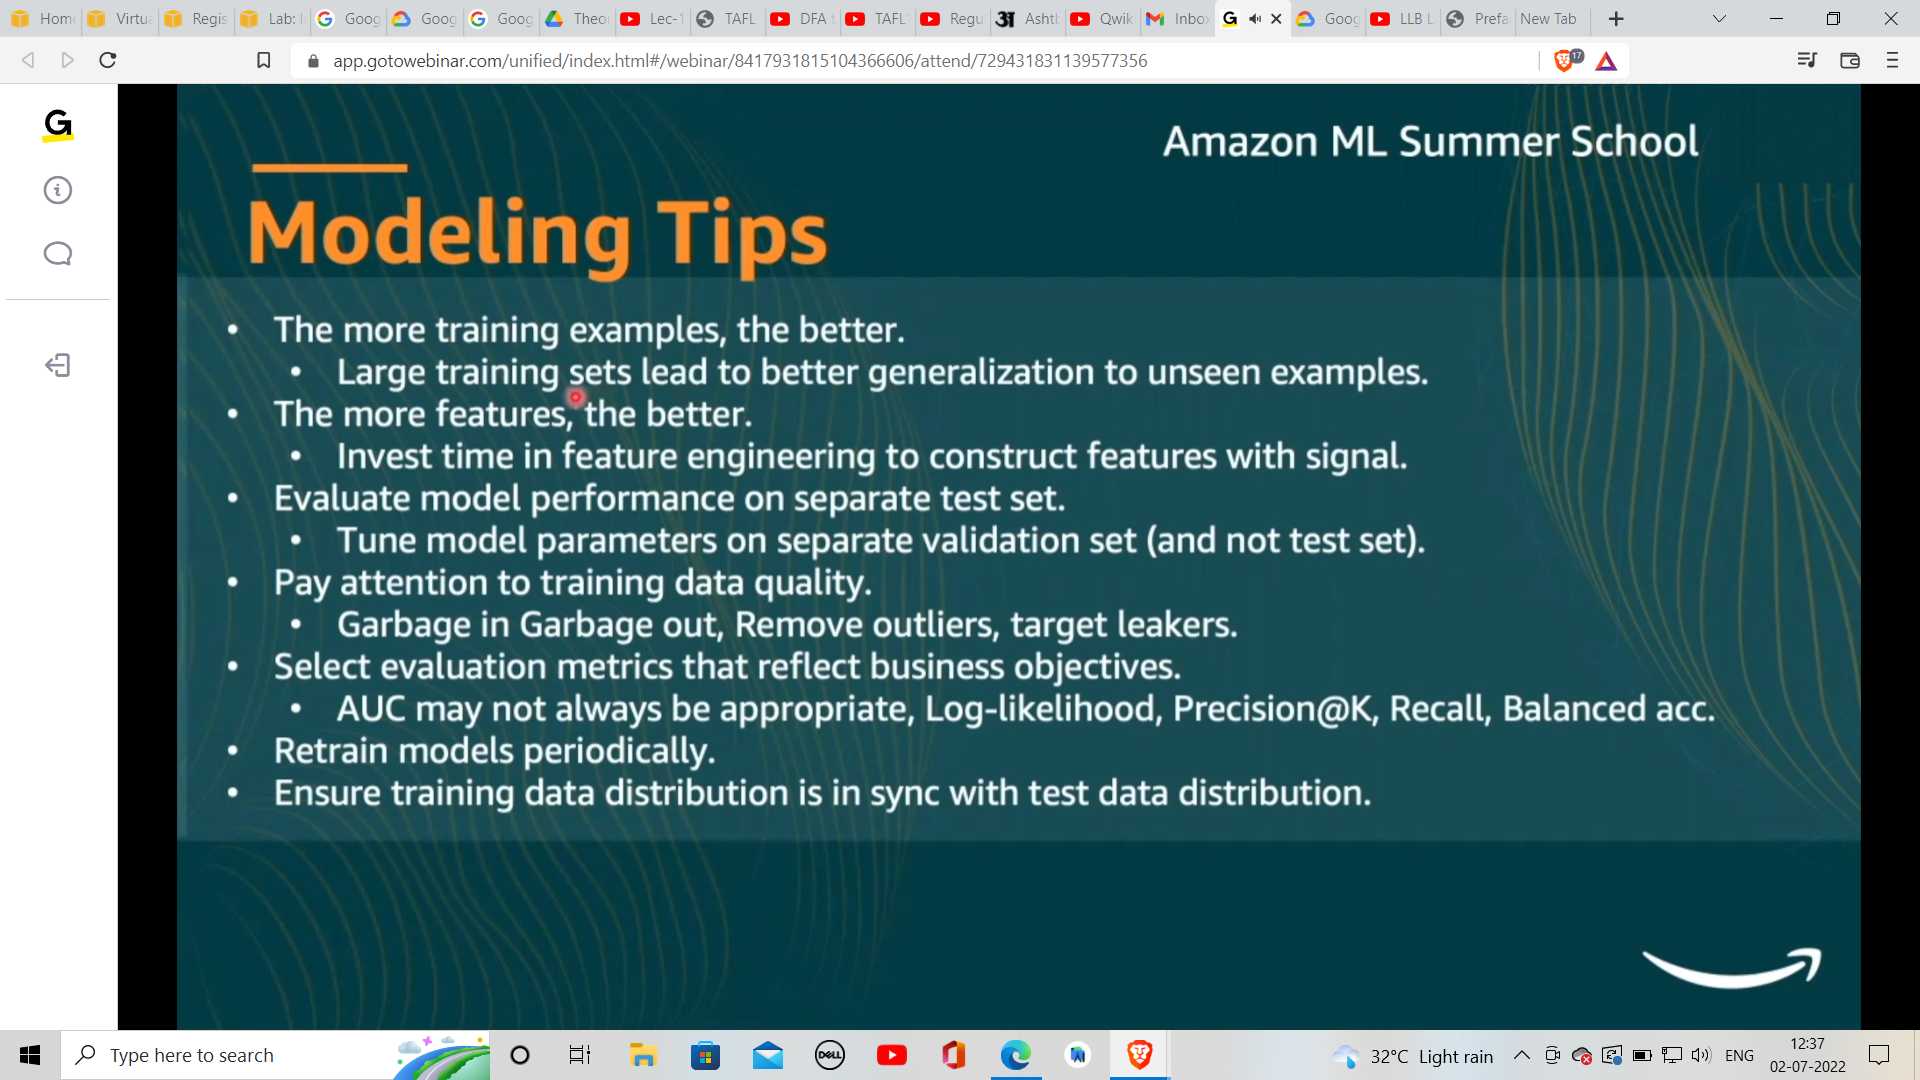 Home
Virtua
Regis
Lab:
Goog
Goog
Goog
Theo
Lec-1
TAFL
DFA t
TAFL
Regu
Ashtl
Qwik
Inbo
Goog
LLB L
Prefa
New Tab
app.gotowebinar.com/unified/index.html#/webinar/8417931815104366606/attend/729431831139577356
17
G
Amazon ML Summer School
Modeling Tips
• The more training examples, the better.
• Large training sets lead to better generalization to unseen examples.
• The more features, the better.
• Invest time in feature engineering to construct features with signal.
• Evaluate model performance on separate test set.
• Tune model parameters on separate validation set (and not test set).
• Pay attention to training data quality.
• Garbage in Garbage out, Remove outliers, target leakers.
• Select evaluation metrics that reflect business objectives.
• AUC may not always be appropriate, Log-likelihood, Precision@K, Recall, Balanced acc.
• Retrain models periodically.
• Ensure training data distribution is in sync with test data distribution.
Type here to search
DELL
32°C Light rain
ENG
12:37
02-07-2022